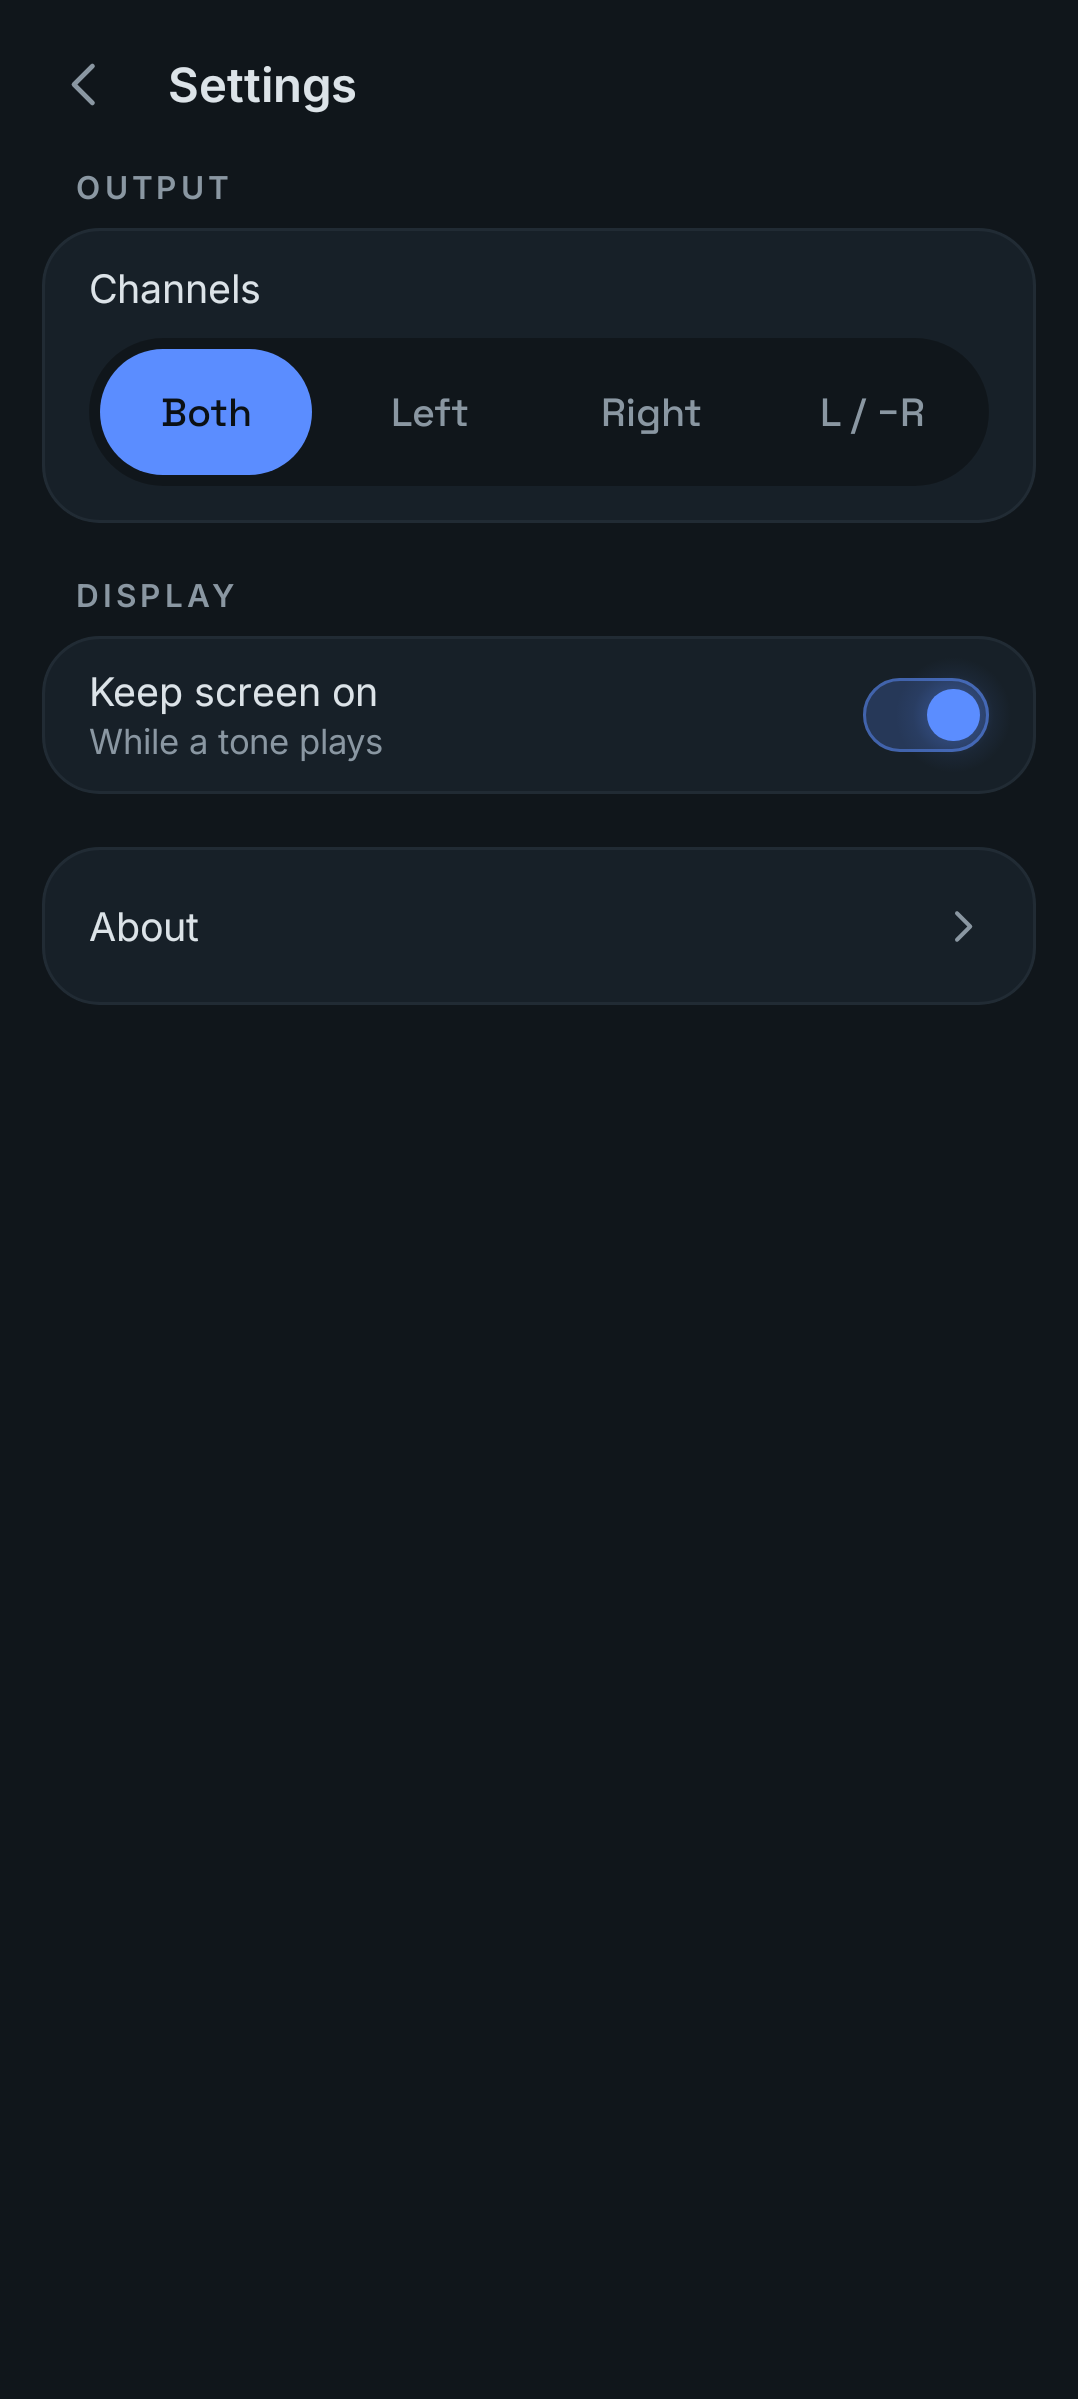 Settings
OUTPUT
Channels
Both Left Right L / −R
DISPLAY
Keep screen on
While a tone plays
About